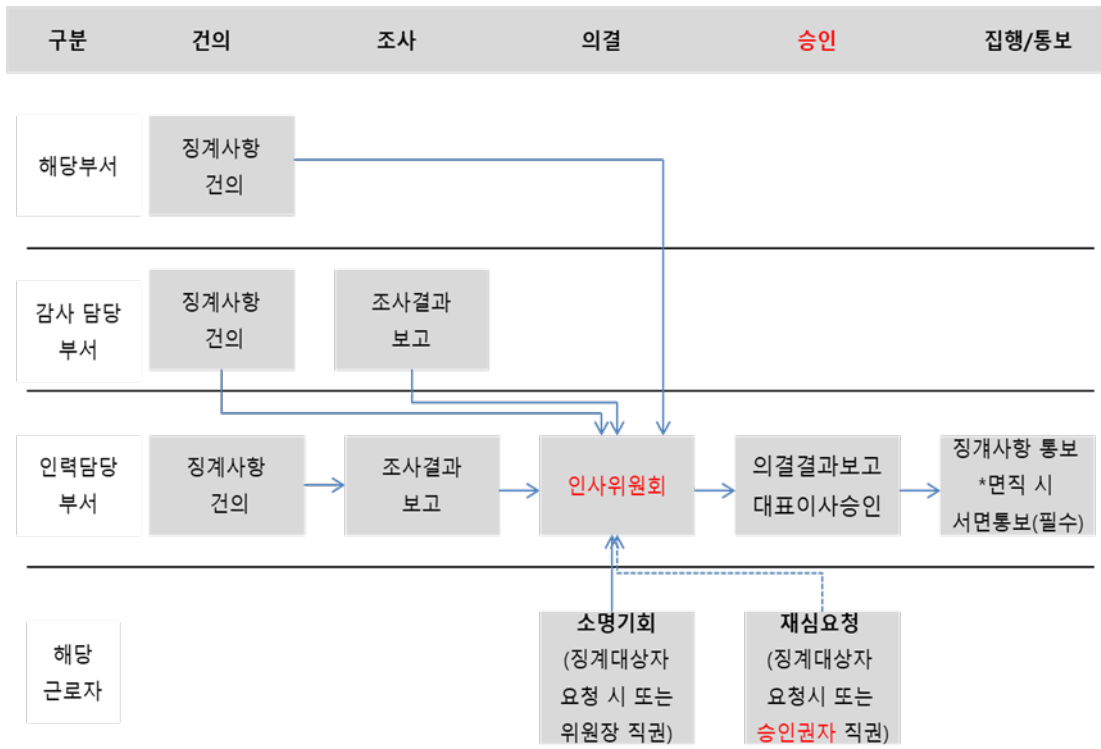 구분 건의 조사 의결 승인 집행/통보
해당부서
징계사항
건의
감사 담당
부서
징계사항
건의
조사결과
보고
인력담당
부서
징계사항
건의
조사결과
보고
인사위원회
의결결과보고
대표이사승인
징개사항 통보
*면직 시
서면통보(필수)
해당
근로자
소명기회
(징계대상자
요청 시 또는
위원장 직권)
재심요청
(징계대상자
요청시 또는
승인권자 직권)